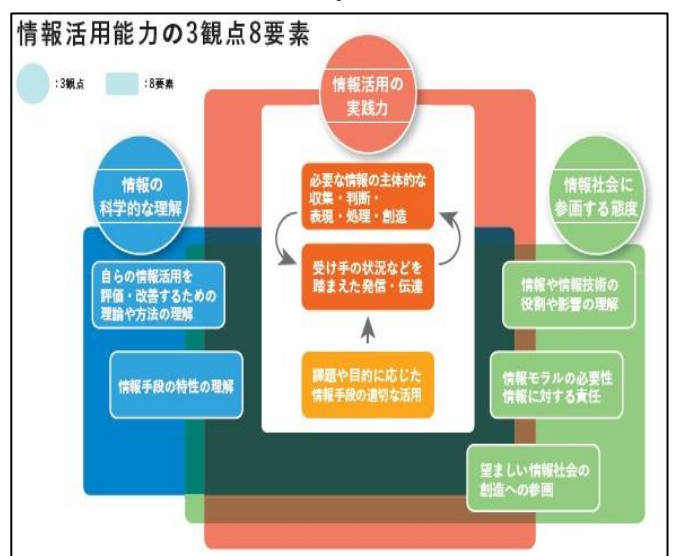 情報活用能力の3観点8要素
:3観点
:8要素
情報活用の
実践力
情報の
科学的な理解
情報社会に
参画する態度
必要な情報の主体的な
収集・判断・
表現・処理・創造
受け手の状況などを
踏まえた発信・伝達
課題や目的に応じた
情報手段の適切な活用
自らの情報活用を
評価・改善するための
理論や方法の理解
情報手段の特性の理解
情報や情報技術の
役割や影響の理解
情報モラルの必要性
情報に対する責任
望ましい情報社会の
創造への参画